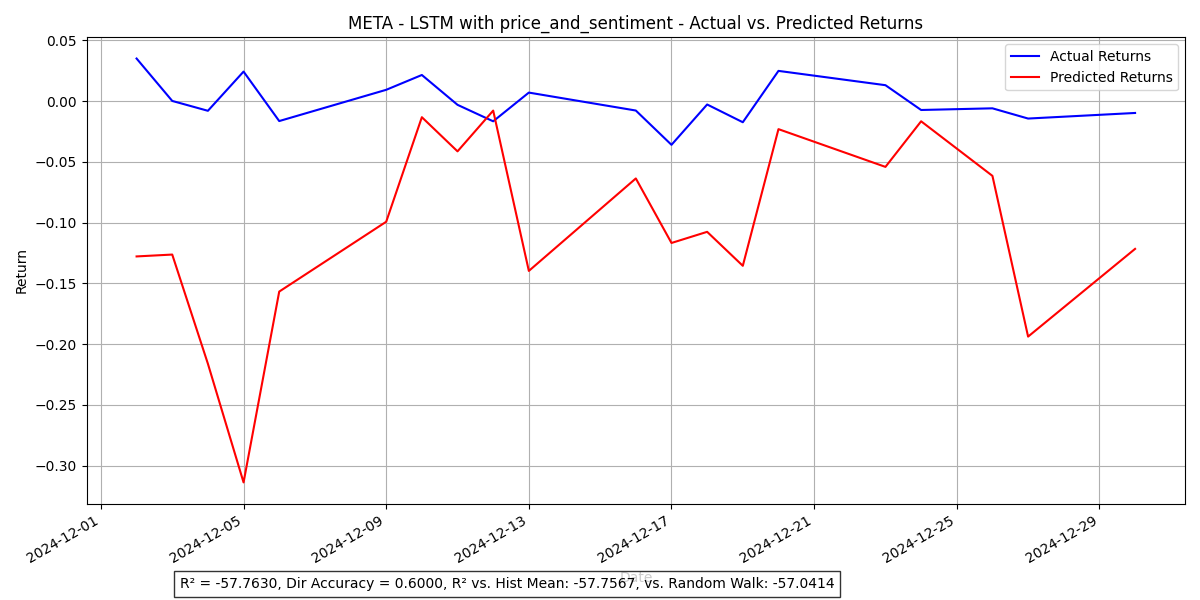 META - LSTM with price_and_sentiment - Actual vs. Predicted Returns
0.05
0.00
−0.05
−0.10
−0.15
−0.20
−0.25
−0.30
Return
Actual Returns
Predicted Returns
2024-12-01
2024-12-05
2024-12-09
2024-12-13
2024-12-17
2024-12-21
2024-12-25
2024-12-29
Date
R² = -57.7630, Dir Accuracy = 0.6000, R² vs. Hist Mean: -57.7567, vs. Random Walk: -57.0414